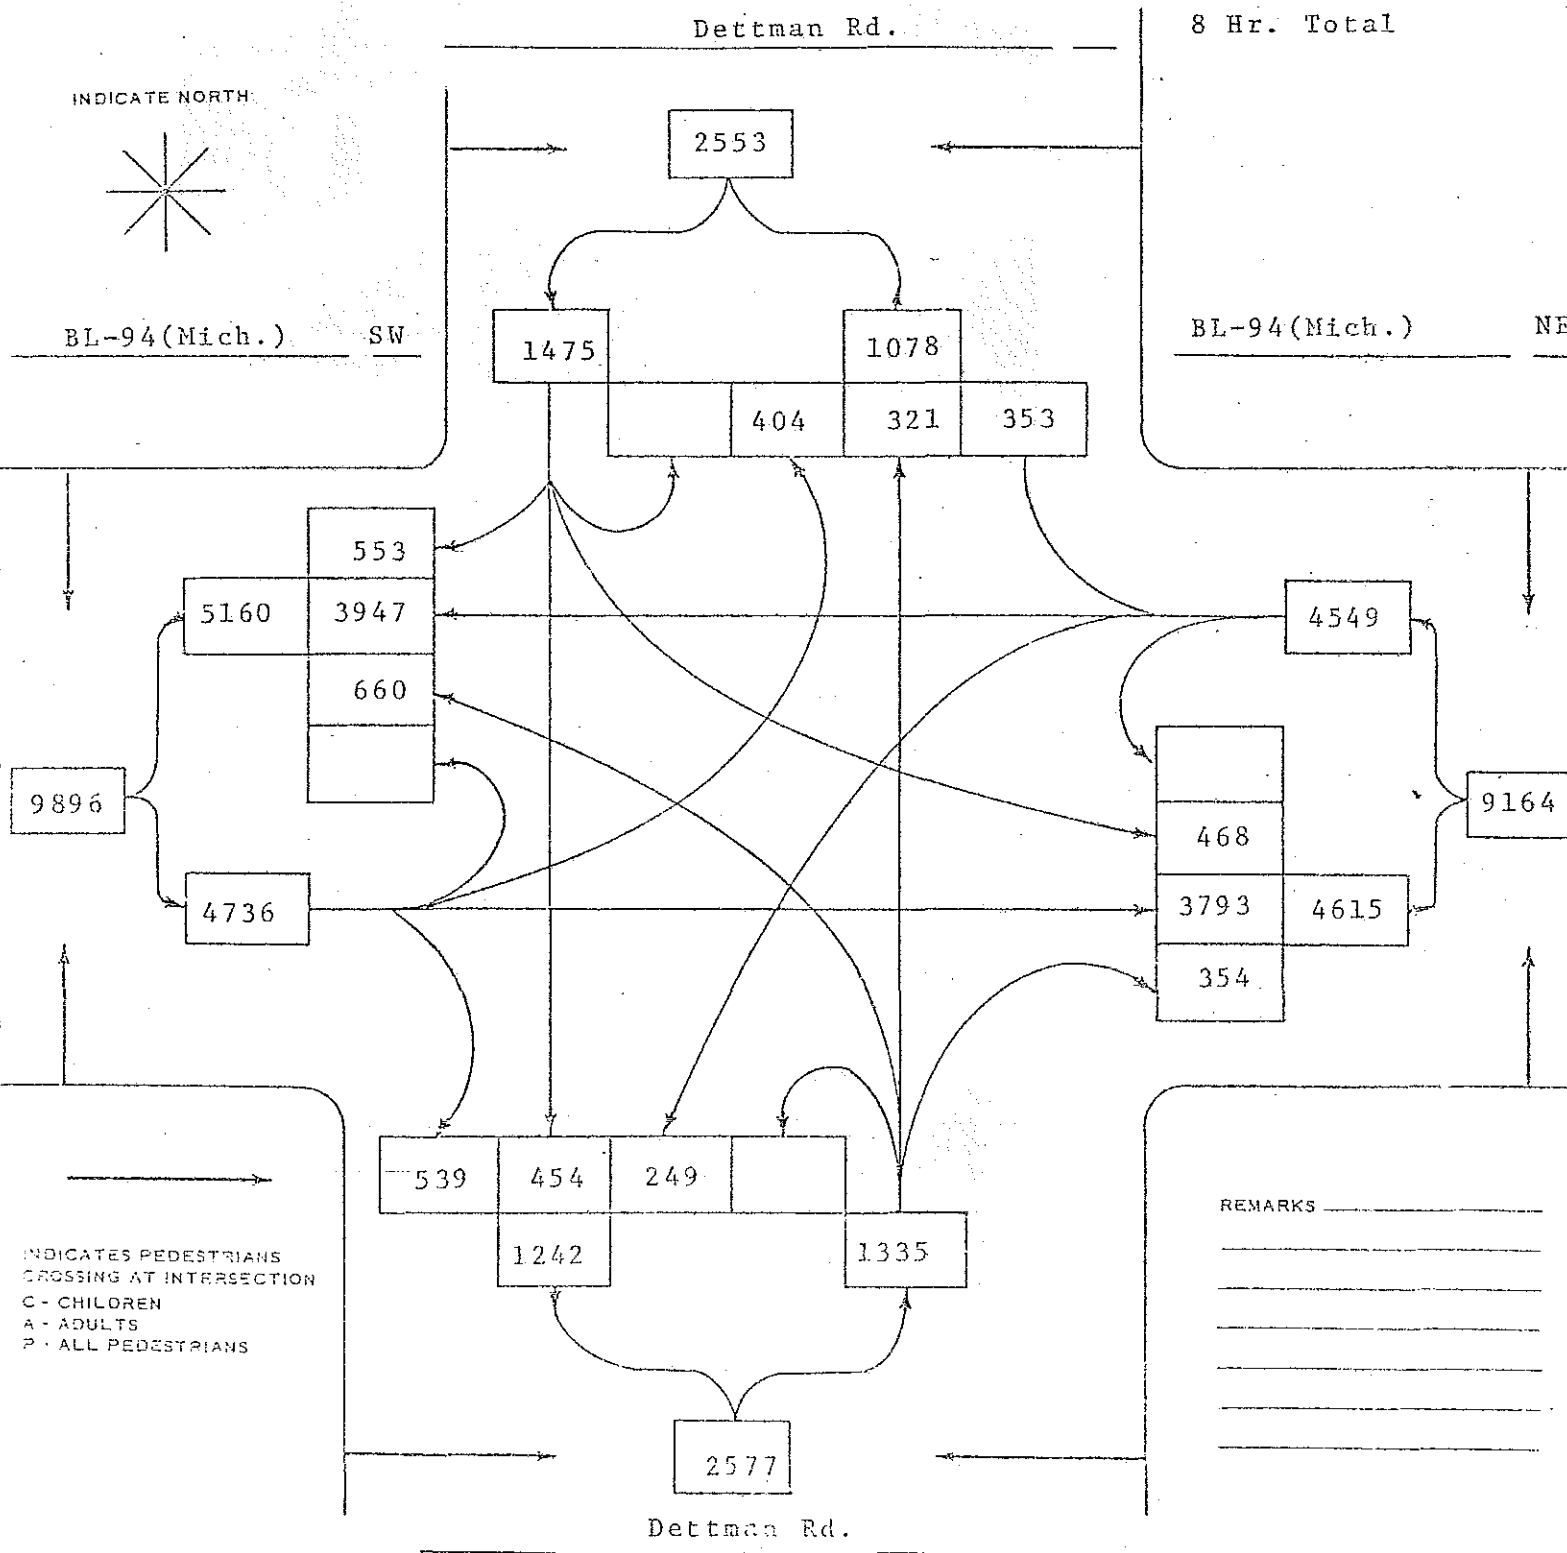 Dettman Rd.
8 Hr. Total
INDICATE NORTH
2553
BL-94(Mich.) SW
BL-94(Mich.) NE
1475
1078
404
321
353
553
5160
3947
4549
660
9896
9164
468
4736
3793
4615
354
539
454
249
REMARKS
1242
1335
INDICATES PEDESTRIANS
CROSSING AT INTERSECTION
C - CHILDREN
A - ADULTS
P - ALL PEDESTRIANS
2577
Dettman Rd.